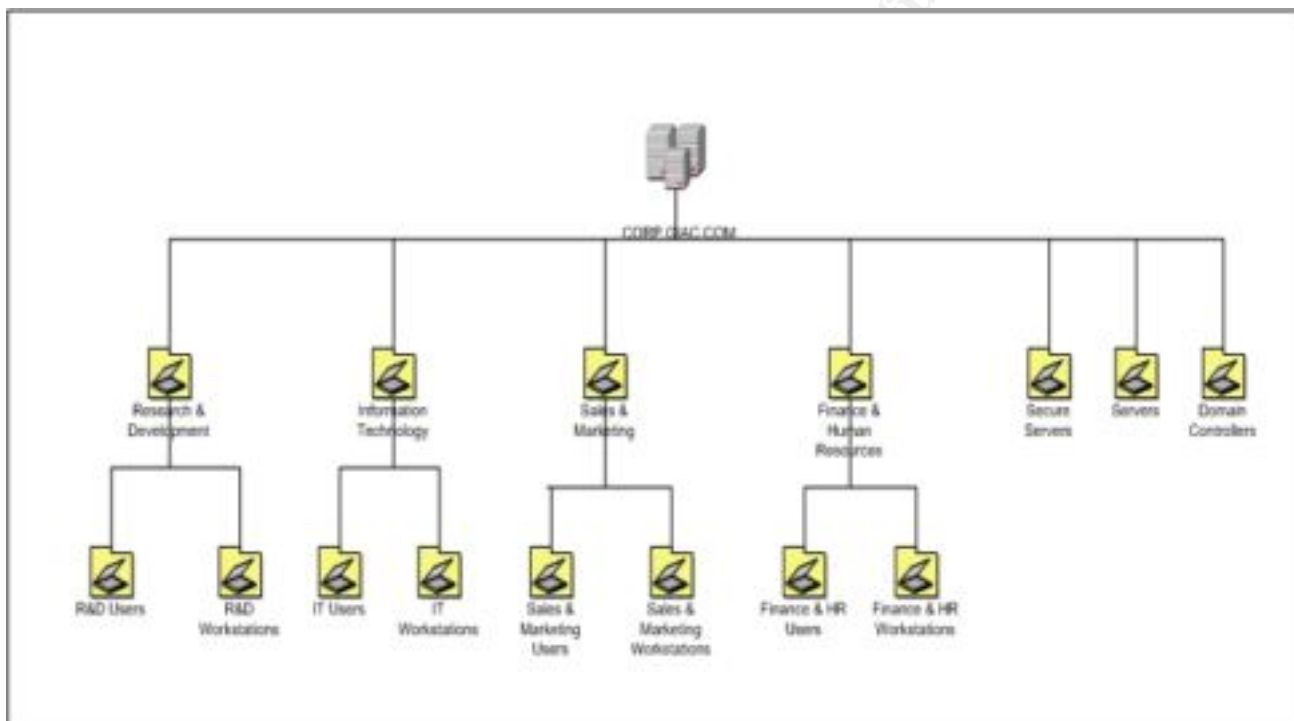 CORP.GIAC.COM
Research &
Development
Information
Technology
Sales &
Marketing
Finance &
Human
Resources
Secure
Servers
Servers
Domain
Controllers
R&D Users
R&D
Workstations
IT Users
IT
Workstations
Sales &
Marketing
Users
Sales &
Marketing
Workstations
Finance & HR
Users
Finance & HR
Workstations